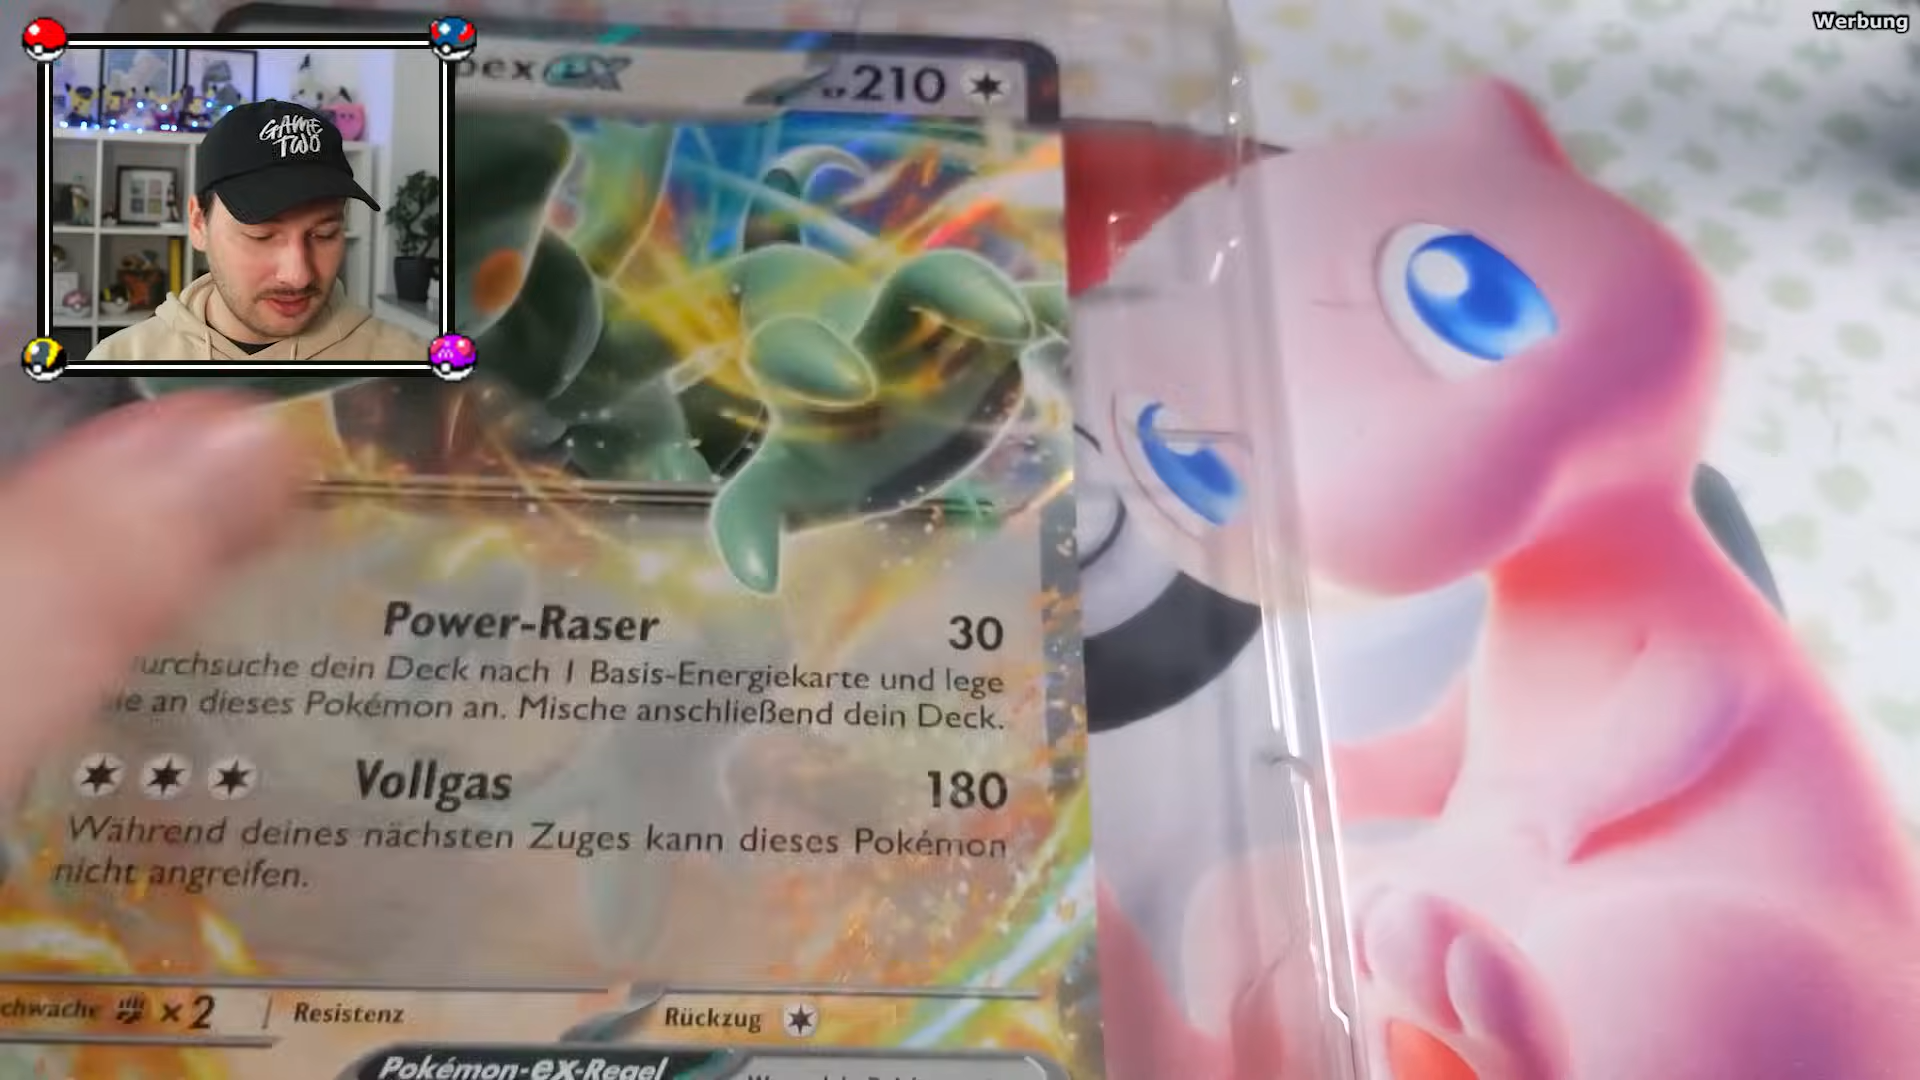 Werbung
GAME
TWO
ex
210
Power-Raser 30
dein Deck nach 1 Basis-Energiekarte und lege
an dieses Pokémon an. Mische anschließend dein Deck.
Vollgas 180
Während deines nächsten Zuges kann dieses Pokémon
nicht angreifen.
× 2 Resistenz Rückzug
Pokémon-ex-Regel